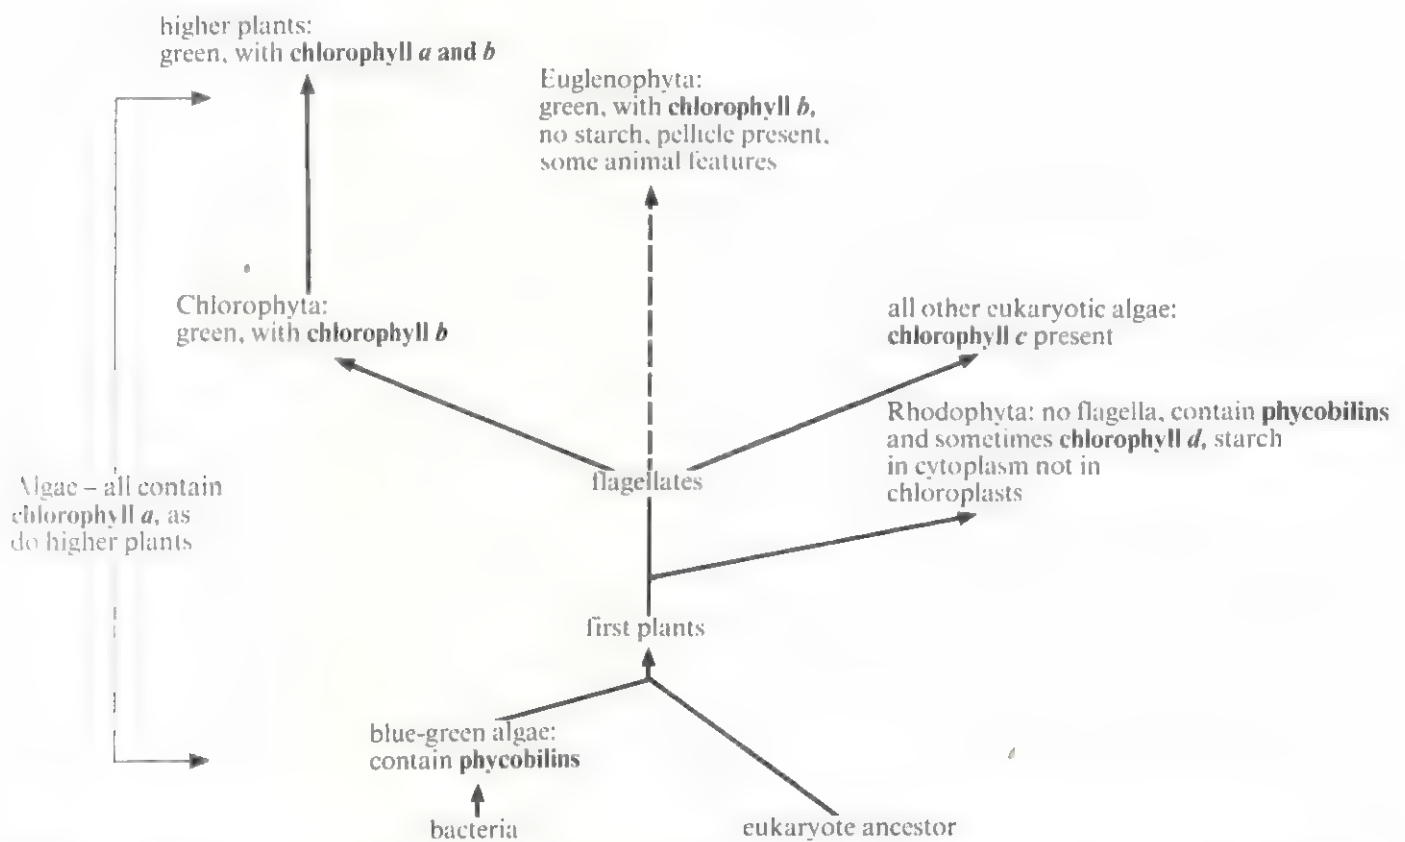 higher plants:
green, with chlorophyll a and b
Euglenophyta:
green, with chlorophyll b,
no starch, pellicle present,
some animal features
Chlorophyta:
green, with chlorophyll b
all other eukaryotic algae:
chlorophyll c present
Rhodophyta: no flagella, contain phycobilins
and sometimes chlorophyll d, starch
in cytoplasm not in
chloroplasts
flagellates
Algae – all contain
chlorophyll a, as
do higher plants
first plants
blue-green algae:
contain phycobilins
bacteria
eukaryote ancestor